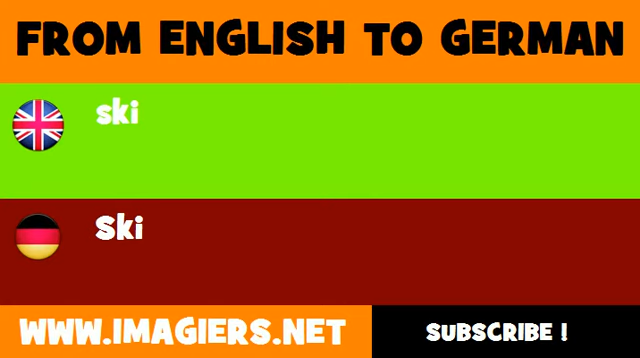 FROM ENGLISH TO GERMAN
ski
Ski
WWW.IMAGIERS.NET
SUBSCRIBE !